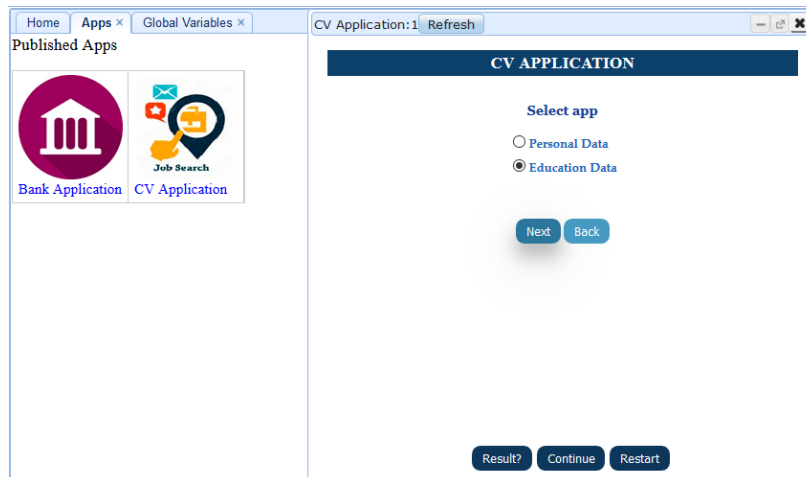 Home Apps × Global Variables ×
Published Apps
Job Search
Bank Application CV Application
CV Application:1 Refresh
CV APPLICATION
Select app
Personal Data
Education Data
Next Back
Result? Continue Restart